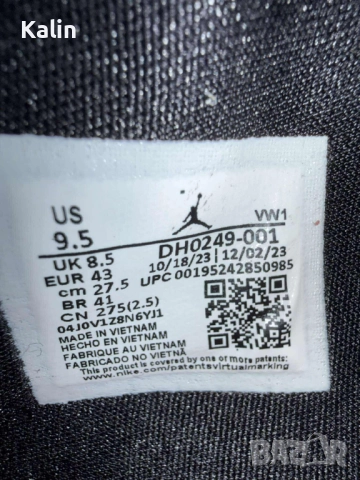 Kalin
US
9.5
VW1
DH0249-001
UK 8.5
10/18/23 12/02/23
EUR 43
UPC 00195242850985
cm 27.5
BR 41
CN 275(2.5)
04J0V1Z8N6YJ1
MADE IN VIETNAM
HECHO EN VIETNAM
FABRIQUE AU VIETNAM
FABRICADO NO VIETNÃ
This product is covered by one or more patents:
www.nike.com/patentsvirtualmarking
BAZAR